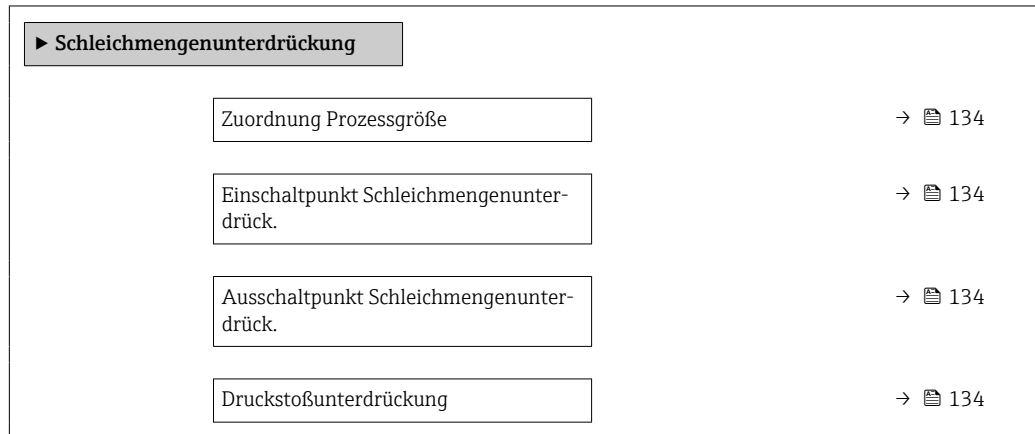 ▶ Schleichmengenunterdrückung
Zuordnung Prozessgröße → 134
Einschaltpunkt Schleichmengenunter- → 134
drück.
Ausschaltpunkt Schleichmengenunter- → 134
drück.
Druckstoßunterdrückung → 134